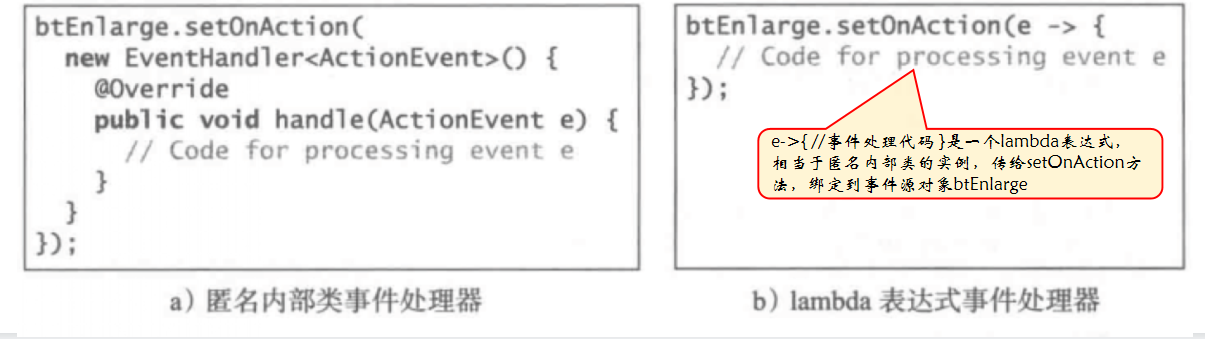 btEnlarge.setOnAction(
new EventHandler<ActionEvent>() {
@Override
public void handle(ActionEvent e) {
// Code for processing event e
}
}
});
a) 匿名内部类事件处理器
btEnlarge.setOnAction(e -> {
// Code for processing event e
});
e->{//事件处理代码}是一个lambda表达式,
相当于匿名内部类的实例, 传给setOnAction方
法, 绑定到事件源对象btEnlarge
b) lambda 表达式事件处理器